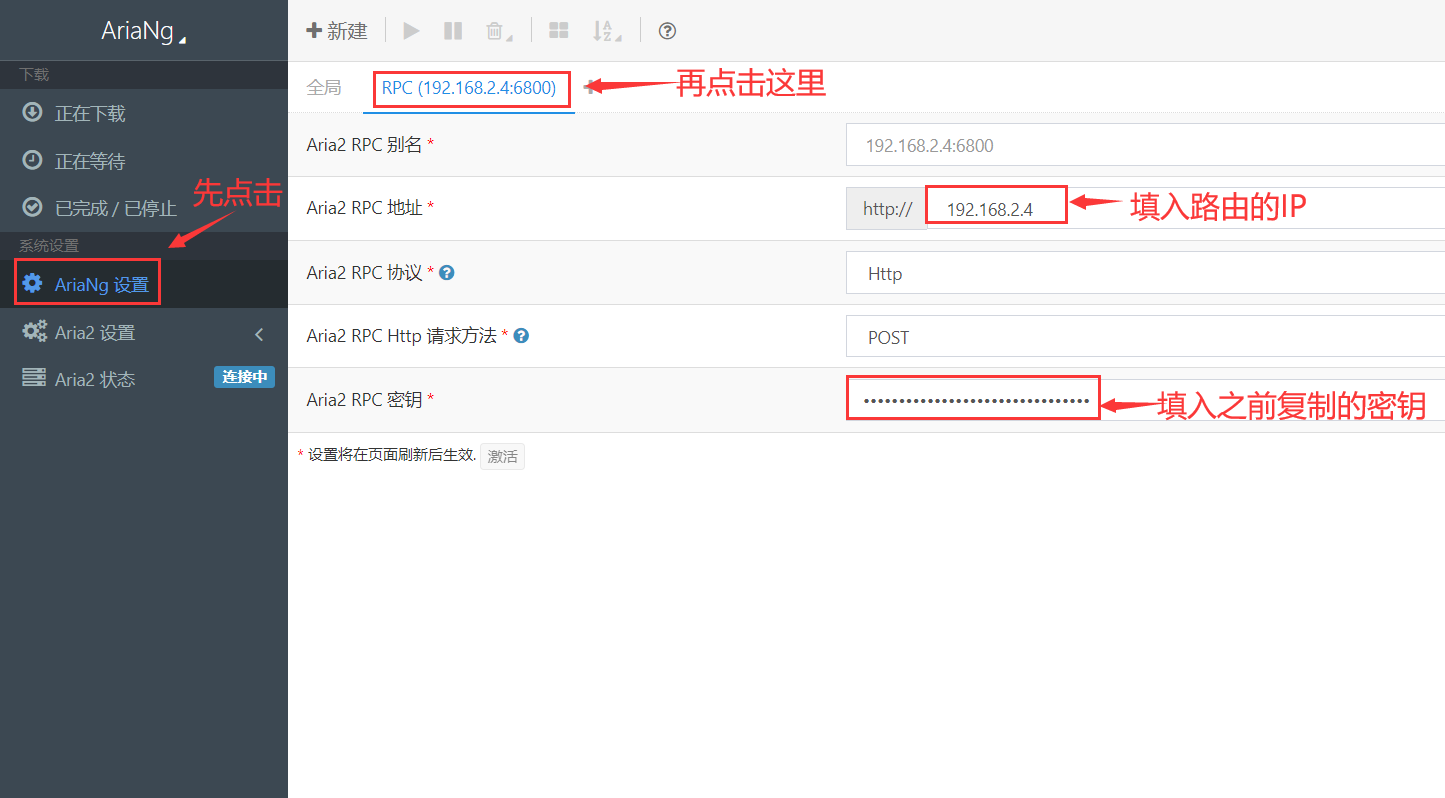 AriaNg
新建
下载
正在下载
正在等待
已完成 / 已停止
先点击
系统设置
AriaNg 设置
Aria2 设置
Aria2 状态
连接中
全局
RPC (192.168.2.4:6800)
再点击这里
Aria2 RPC 别名 *
192.168.2.4:6800
Aria2 RPC 地址 *
http://
192.168.2.4
填入路由的IP
Aria2 RPC 协议 *
Http
Aria2 RPC Http 请求方法 *
POST
Aria2 RPC 密钥 *
填入之前复制的密钥
* 设置将在页面刷新后生效.
激活